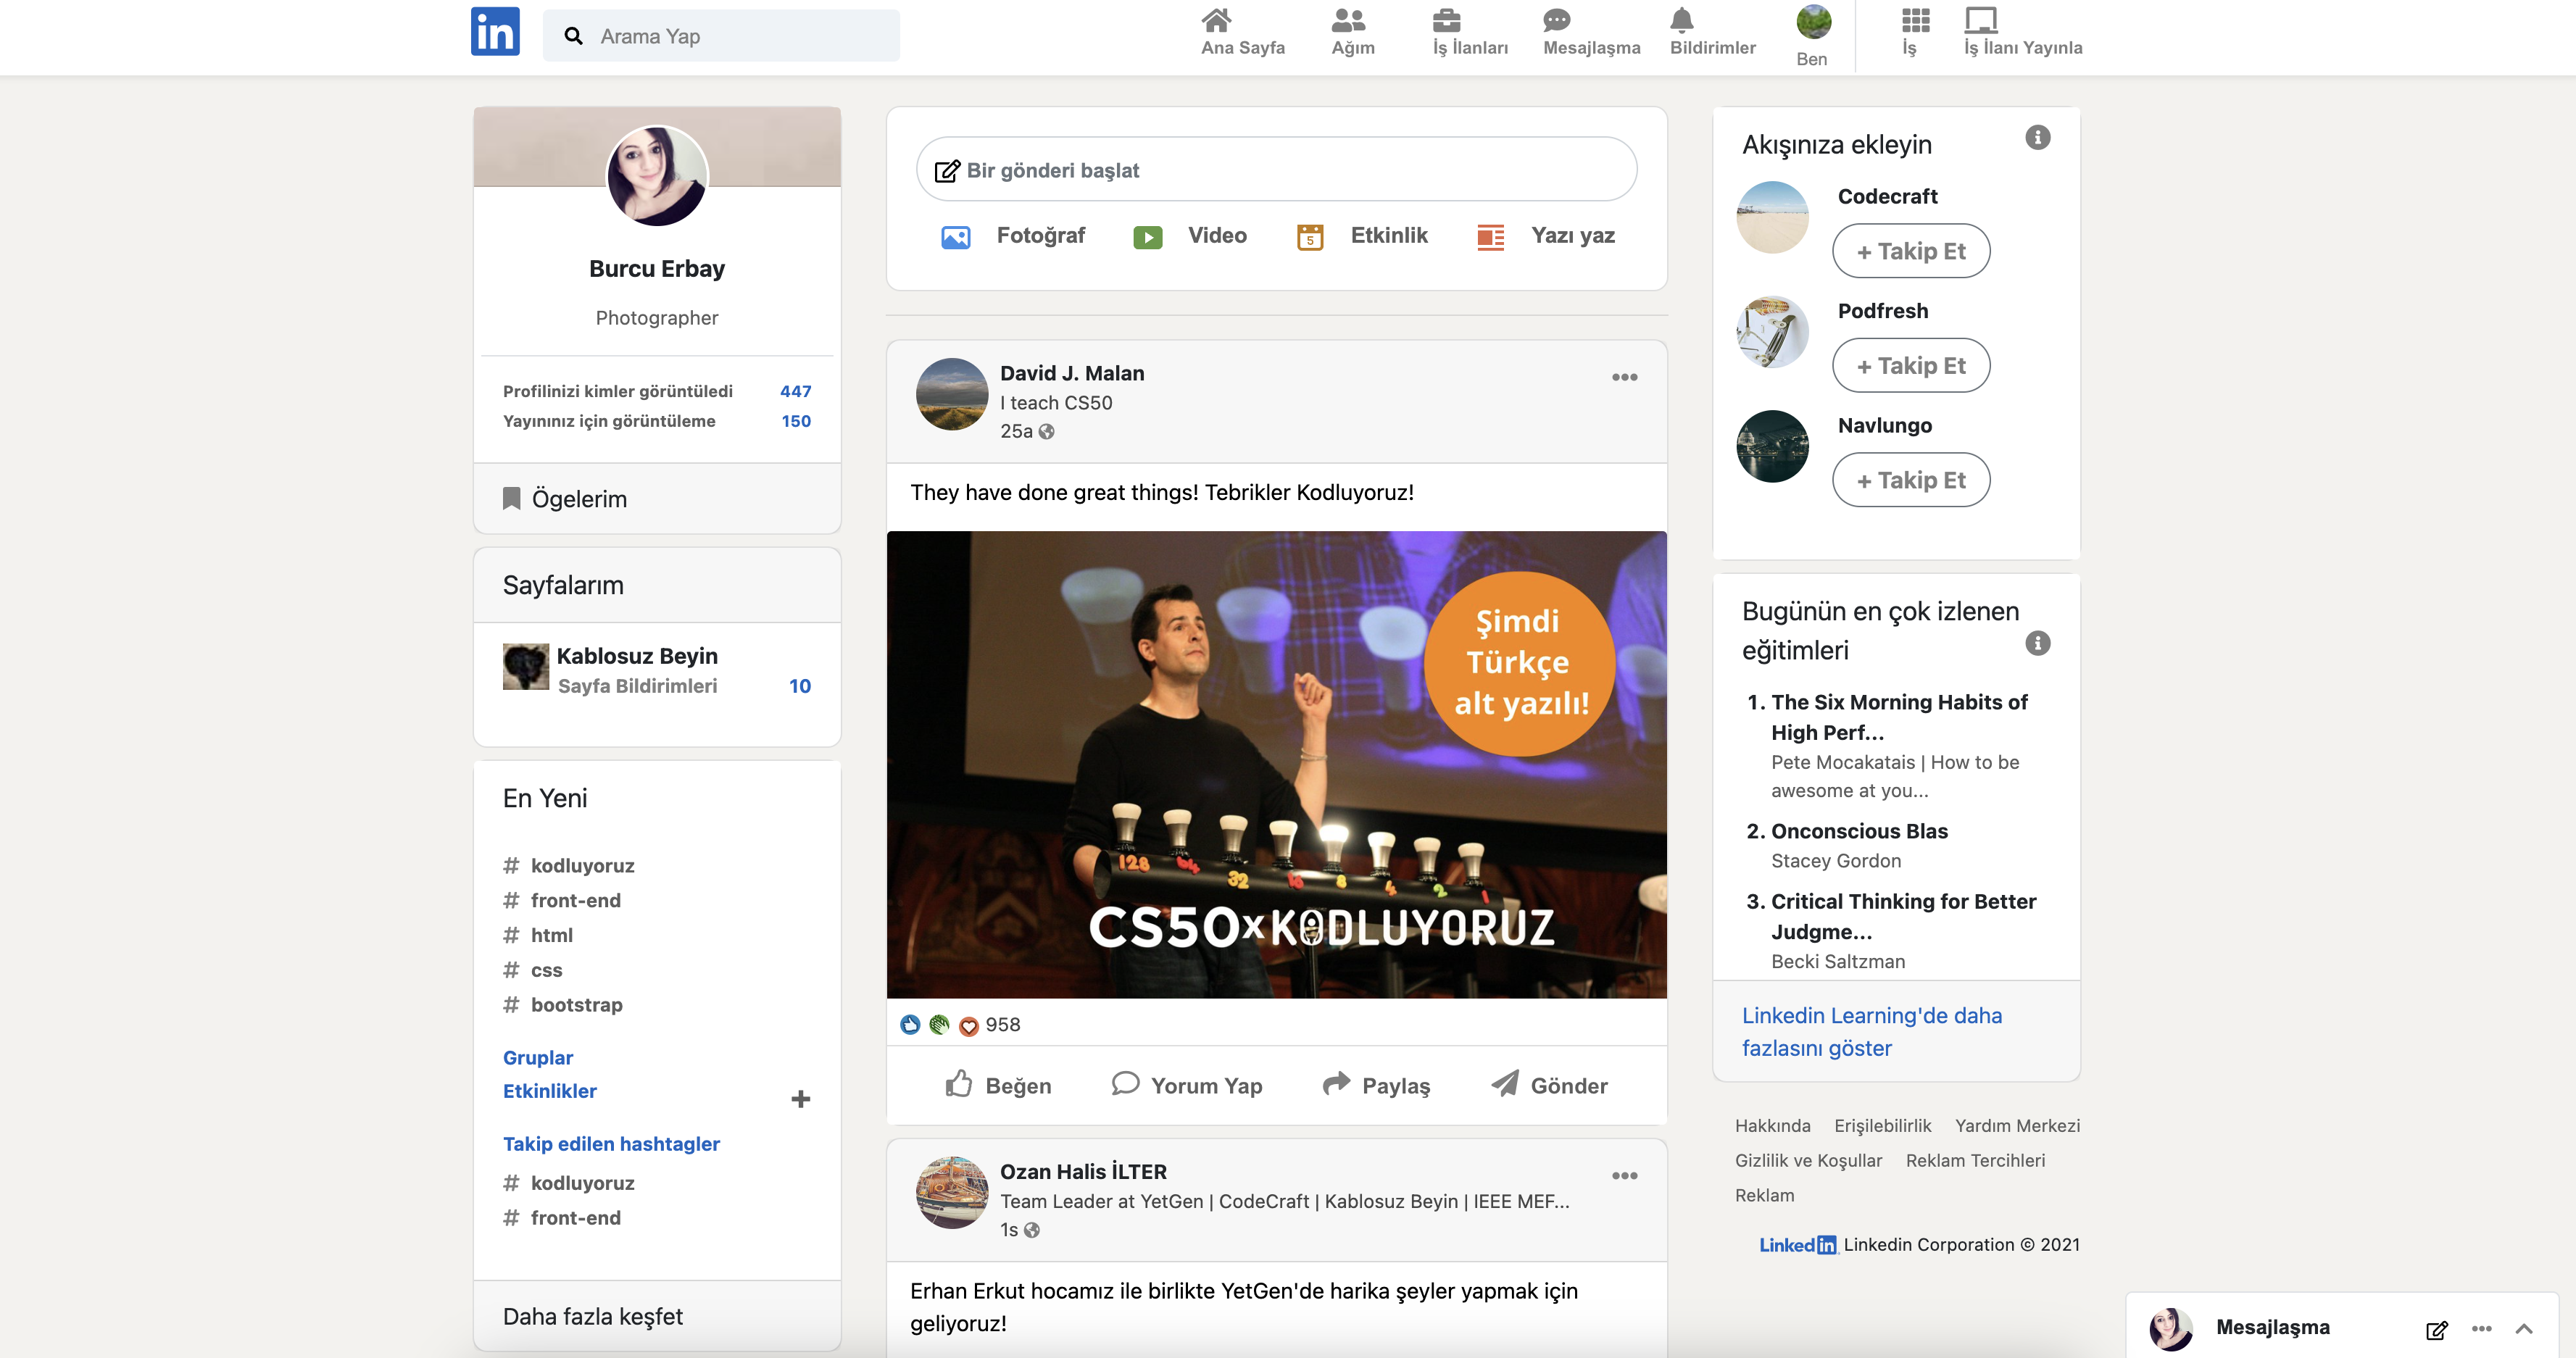 in
Arama Yap
Ana Sayfa
Ağım
İş İlanları
Mesajlaşma
Bildirimler
Ben
İş
İş İlanı Yayınla
Burcu Erbay
Photographer
Profilinizi kimler görüntüledi 447
Yayınınız için görüntüleme 150
Ögelerim
Sayfalarım
Kablosuz Beyin
Sayfa Bildirimleri 10
En Yeni
# kodluyoruz
# front-end
# html
# css
# bootstrap
Gruplar
Etkinlikler
Takip edilen hashtagler
# kodluyoruz
# front-end
Daha fazla keşfet
Bir gönderi başlat
Fotoğraf
Video
5
Etkinlik
Yazı yaz
David J. Malan
I teach CS50
25a
They have done great things! Tebrikler Kodluyoruz!
Şimdi
Türkçe
alt yazılı!
128 64 32 16 8 4 2 1
CS50xKODLUYORUZ
958
Beğen
Yorum Yap
Paylaş
Gönder
Ozan Halis İLTER
Team Leader at YetGen | CodeCraft | Kablosuz Beyin | IEEE MEF...
1s
Erhan Erkut hocamız ile birlikte YetGen'de harika şeyler yapmak için
geliyoruz!
Akışınıza ekleyin
Codecraft
+ Takip Et
Podfresh
+ Takip Et
Navlungo
+ Takip Et
Bugünün en çok izlenen
eğitimleri
1. The Six Morning Habits of
High Perf...
Pete Mocakatais | How to be
awesome at you...
2. Onconscious Blas
Stacey Gordon
3. Critical Thinking for Better
Judgme...
Becki Saltzman
Linkedin Learning'de daha
fazlasını göster
Hakkında Erişilebilirlik Yardım Merkezi
Gizlilik ve Koşullar Reklam Tercihleri
Reklam
Linkedin Linkedin Corporation © 2021
Mesajlaşma